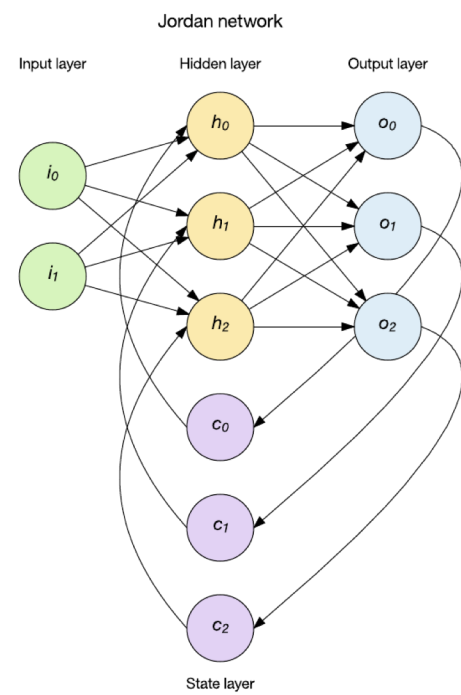 Jordan network
Input layer
Hidden layer
Output layer
i0
i1
h0
h1
h2
o0
o1
o2
c0
c1
c2
State layer